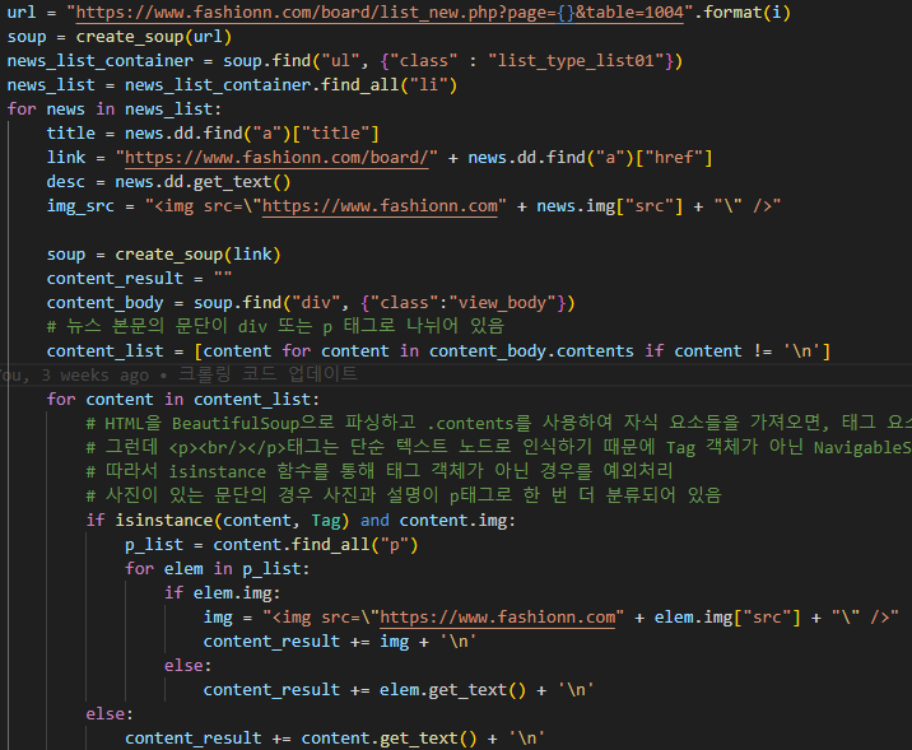 url = "https://www.fashionn.com/board/list_new.php?page={}&table=1004".format(i)
soup = create_soup(url)
news_list_container = soup.find("ul", {"class" : "list_type_list01"})
news_list = news_list_container.find_all("li")
for news in news_list:
    title = news.dd.find("a")["title"]
    link = "https://www.fashionn.com/board/" + news.dd.find("a")["href"]
    desc = news.dd.get_text()
    img_src = "<img src=\"https://www.fashionn.com" + news.img["src"] + "\" />"
    soup = create_soup(link)
    content_result = ""
    content_body = soup.find("div", {"class":"view_body"})
    # 뉴스 본문의 문단이 div 또는 p 태그로 나뉘어 있음
    content_list = [content for content in content_body.contents if content != '\n']
ou, 3 weeks ago • 크롤링 코드 업데이트
    for content in content_list:
        # HTML을 BeautifulSoup으로 파싱하고 .contents를 사용하여 자식 요소들을 가져오면, 태그 요소
        # 그런데 <p><br/></p>태그는 단순 텍스트 노드로 인식하기 때문에 Tag 객체가 아닌 NavigableS
        # 따라서 isinstance 함수를 통해 태그 객체가 아닌 경우를 예외처리
        # 사진이 있는 문단의 경우 사진과 설명이 p태그로 한 번 더 분류되어 있음
        if isinstance(content, Tag) and content.img:
            p_list = content.find_all("p")
            for elem in p_list:
                if elem.img:
                    img = "<img src=\"https://www.fashionn.com" + elem.img["src"] + "\" />"
                    content_result += img + '\n'
                else:
                    content_result += elem.get_text() + '\n'
        else:
            content_result += content.get_text() + '\n'